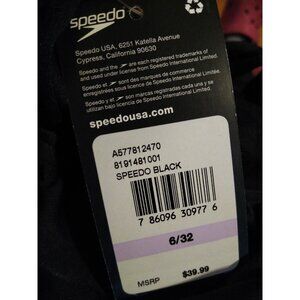 speedo
Speedo USA, 6251 Katella Avenue
Cypress, California 90630
Speedo and the are each registered trademarks of
and used under license from Speedo International Limited.
Speedo et sont des marques de commerce
enregistrées sous licence de Speedo International Limited.
Speedo y el son marcas registradas cada una y se
utilizan bajo licencia de Speedo International Limited.
speedousa.com
A577812470
8191481001
SPEEDO BLACK
7 86096 30977 6
6/32
MSRP $39.99